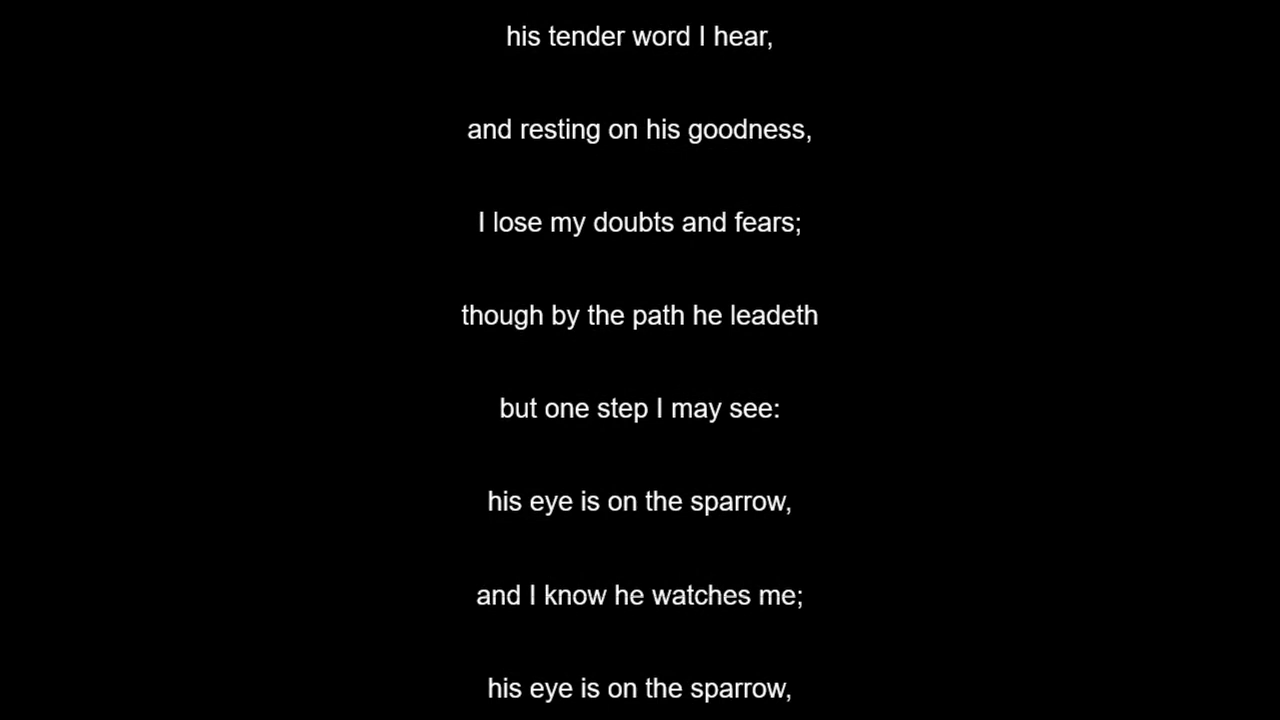 his tender word I hear,
and resting on his goodness,
I lose my doubts and fears;
though by the path he leadeth
but one step I may see:
his eye is on the sparrow,
and I know he watches me;
his eye is on the sparrow,